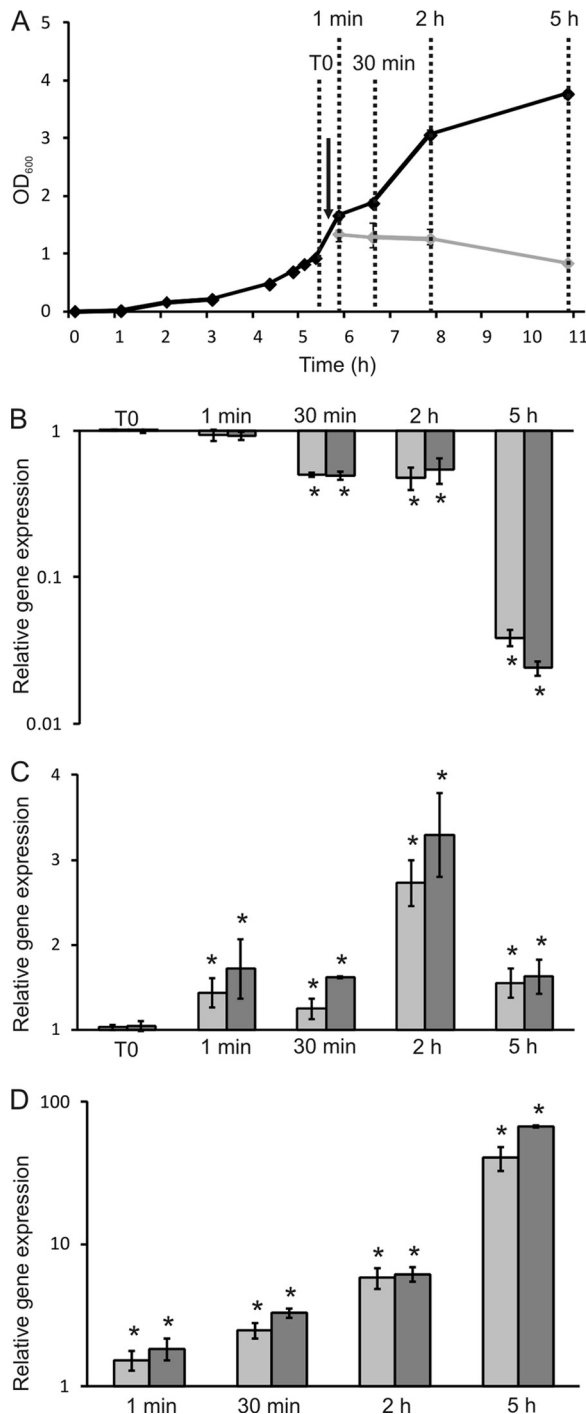 A
1 min 2 h 5 h
T0 30 min
5
4
3
2
1
0
OD600
0 1 2 3 4 5 6 7 8 9 10 11
Time (h)
B
T0 1 min 30 min 2 h 5 h
1
0.1
0.01
Relative gene expression
* * * * * *
C
4
3
2
1
Relative gene expression
* * * * * * * *
T0 1 min 30 min 2 h 5 h
D
100
10
1
Relative gene expression
* * * * * * * *
1 min 30 min 2 h 5 h